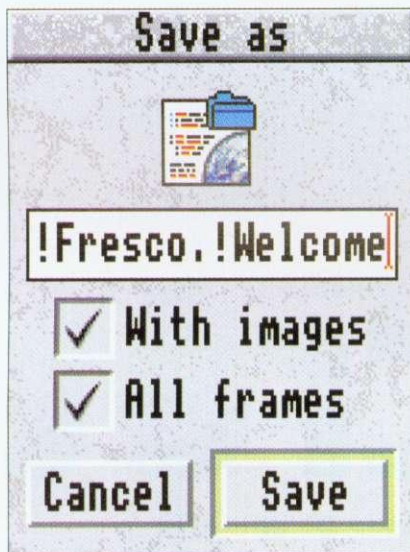 Save as
!Fresco.!Welcome
With images
All frames
Cancel
Save